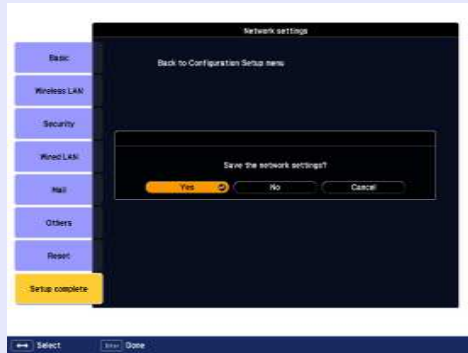 Network settings
Basic
Back to Configuration Setup menu
Wireless LAN
Security
Wired LAN
Save the network settings?
Mail
Yes No Cancel
Others
Reset
Setup complete
Select Enter Done